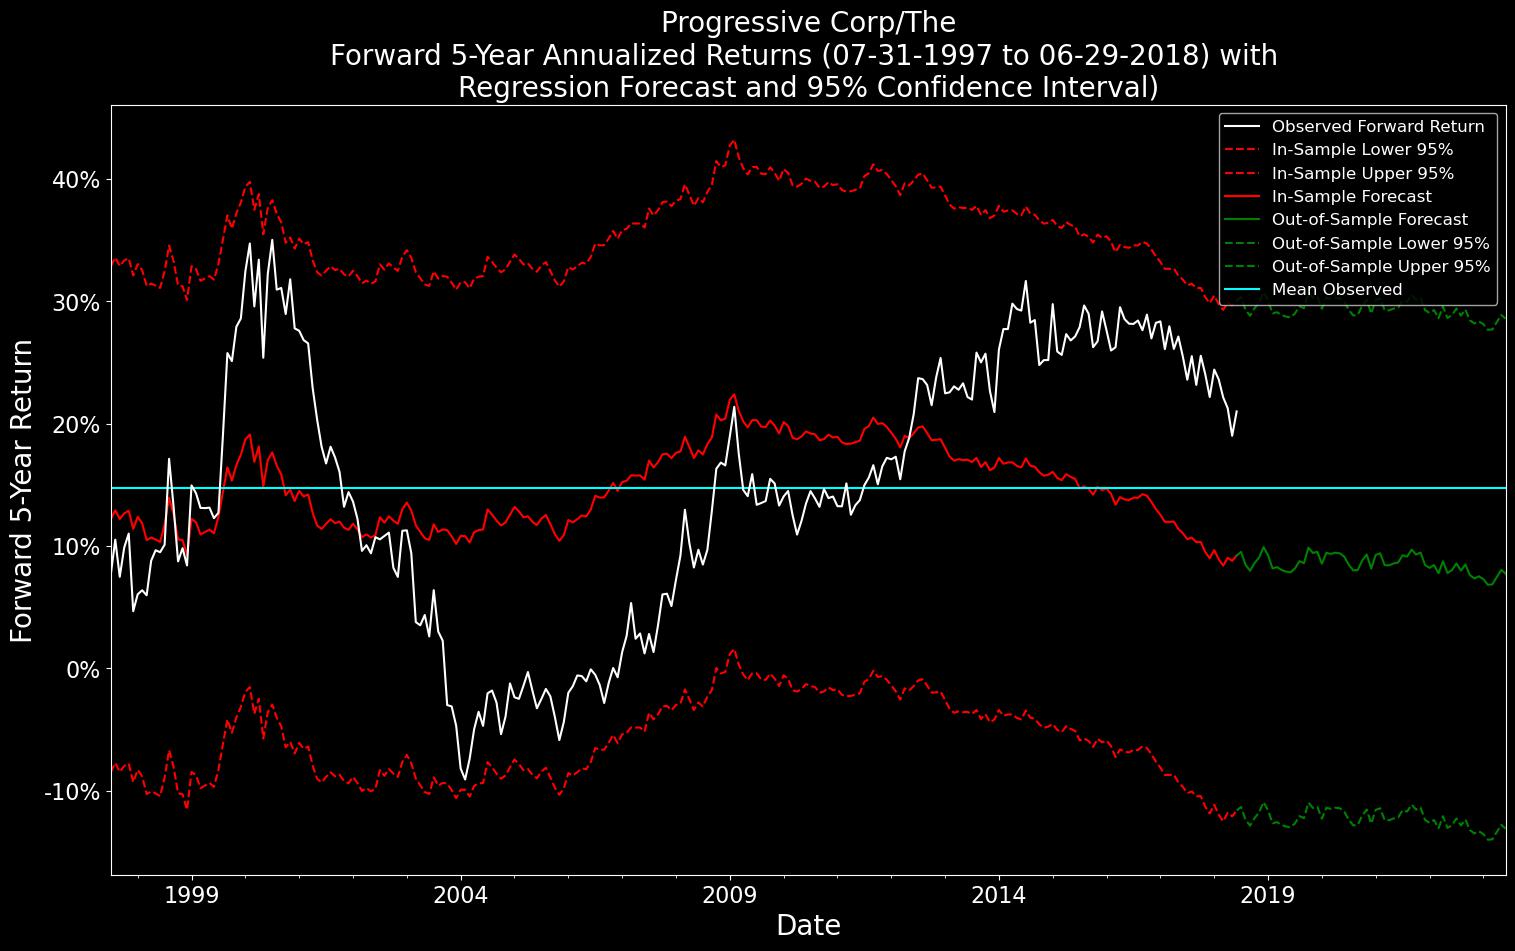 Progressive Corp/The
Forward 5-Year Annualized Returns (07-31-1997 to 06-29-2018) with
Regression Forecast and 95% Confidence Interval)
Observed Forward Return
In-Sample Lower 95%
In-Sample Upper 95%
In-Sample Forecast
Out-of-Sample Forecast
Out-of-Sample Lower 95%
Out-of-Sample Upper 95%
Mean Observed
Forward 5-Year Return
40%
30%
20%
10%
0%
-10%
1999
2004
2009
2014
2019
Date